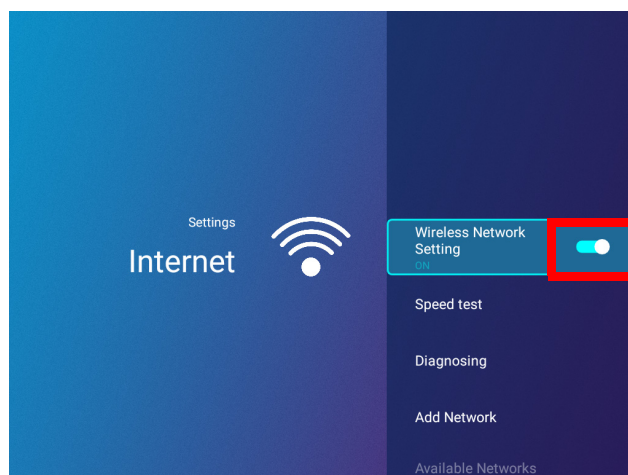 Settings
Internet
Wireless Network
Setting
ON
Speed test
Diagnosing
Add Network
Available Networks